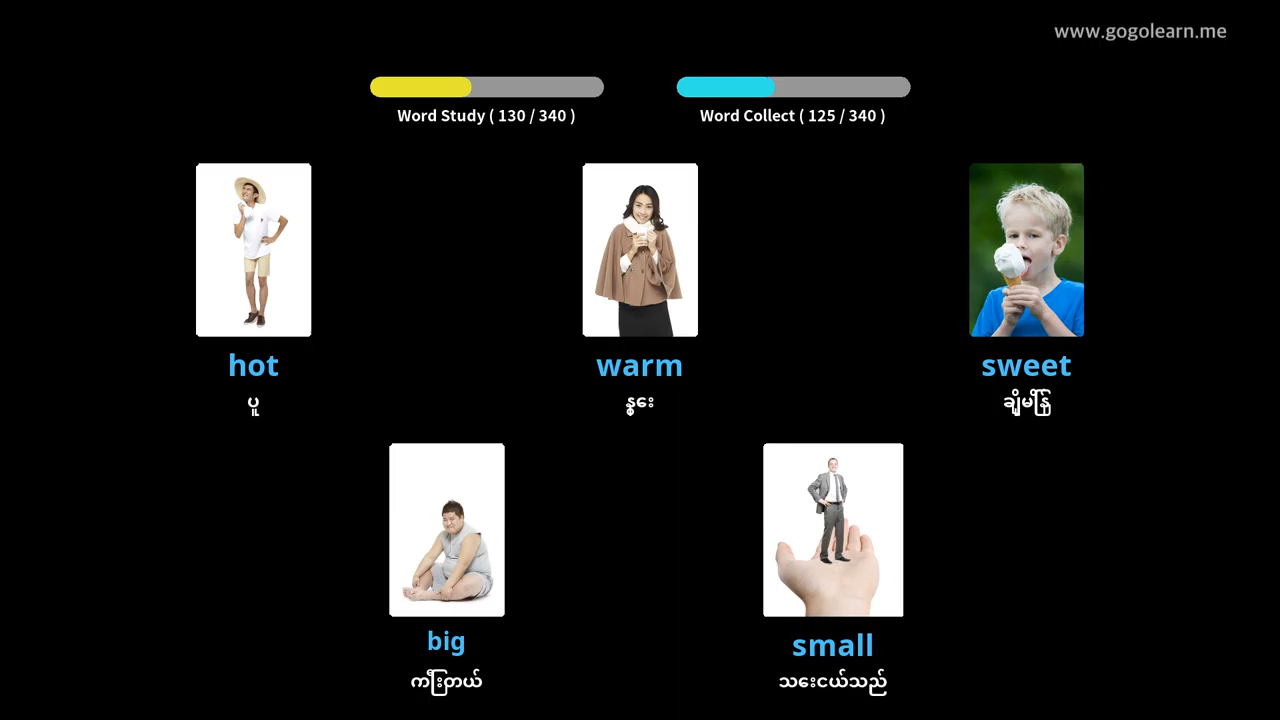 www.gogolearn.me
Word Study ( 130 / 340 )
Word Collect ( 125 / 340 )
hot
warm
sweet
ပူ
နွေး
ချိုမြိန်
big
small
ကြီးတယ်
သေးငယ်သည်